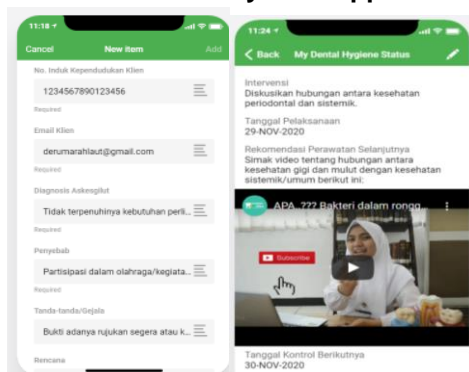 11:18
Cancel New item Add
No. Induk Kependudukan Klien
1234567890123456
Required
Email Klien
derumarahlaut@gmail.com
Required
Diagnosis Askesgilut
Tidak terpenuhinya kebutuhan perli...
Required
Penyebab
Partisipasi dalam olahraga/kegiata...
Required
Tanda-tanda/Gejala
Bukti adanya rujukan segera atau k...
Required
Rencana
11:24
Back My Dental Hygiene Status
Intervensi
Diskusikan hubungan antara kesehatan
periodontal dan sistemik.
Tanggal Pelaksanaan
29-NOV-2020
Rekomendasi Perawatan Selanjutnya
Simak video tentang hubungan antara
kesehatan gigi dan mulut dengan kesehatan
sistemik/umum berikut ini:
APA..??? Bakteri dalam rongg...
Subscribe
Tanggal Kontrol Berikutnya
30-NOV-2020